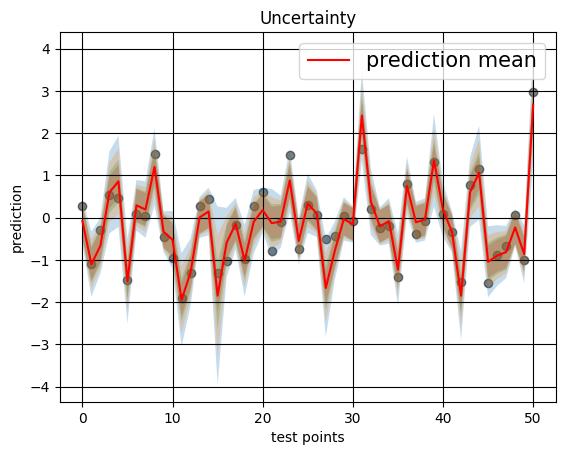 Uncertainty
prediction mean
4
3
2
1
0
−1
−2
−3
−4
prediction
0 10 20 30 40 50
test points